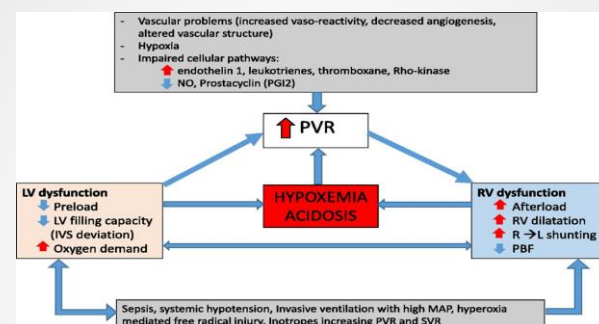 - Vascular problems (increased vaso-reactivity, decreased angiogenesis,
altered vascular structure)
- Hypoxia
- Impaired cellular pathways:
endothelin 1, leukotrienes, thromboxane, Rho-kinase
NO, Prostacyclin (PGI2)
PVR
LV dysfunction
Preload
LV filling capacity
(IVS deviation)
Oxygen demand
HYPOXEMIA
ACIDOSIS
RV dysfunction
Afterload
RV dilatation
R →L shunting
PBF
Sepsis, systemic hypotension, Invasive ventilation with high MAP, hyperoxia
mediated free radical injury, Inotropes increasing PVR and SVR